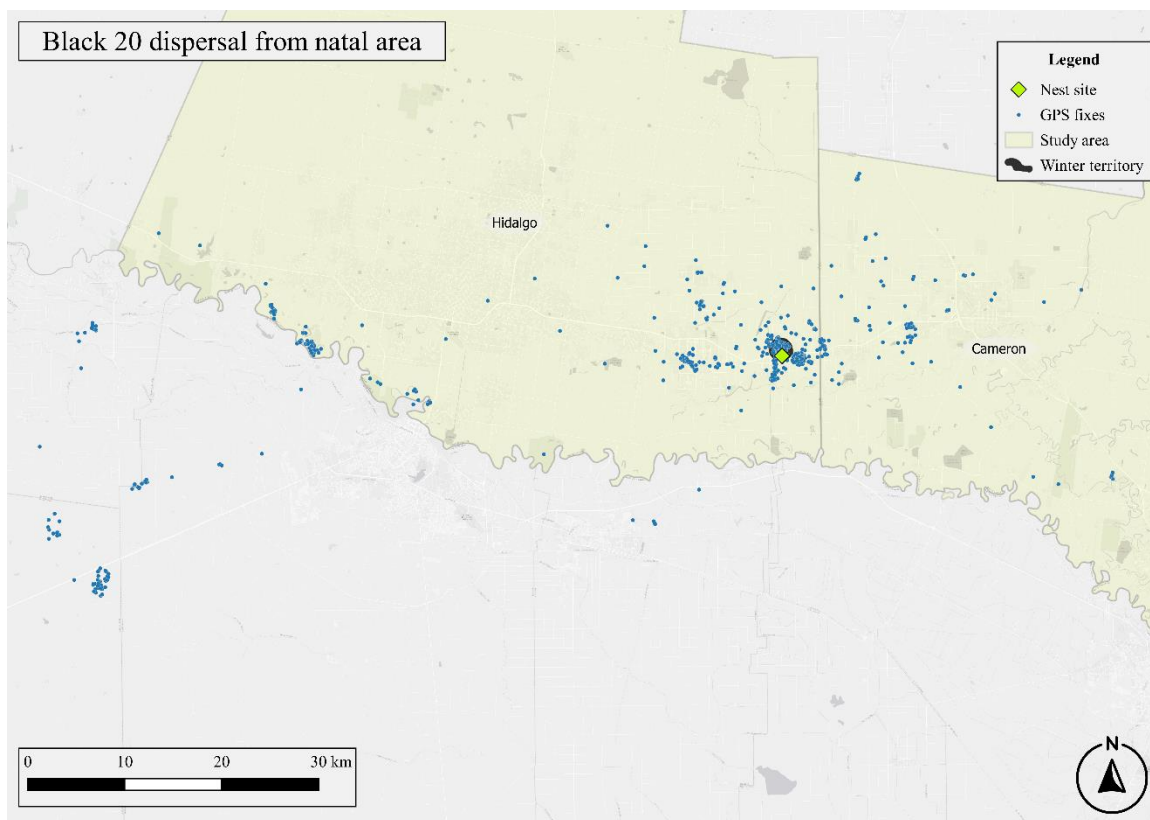 Black 20 dispersal from natal area
Legend
Nest site
GPS fixes
Study area
Winter territory
Hidalgo
Cameron
0 10 20 30 km
N